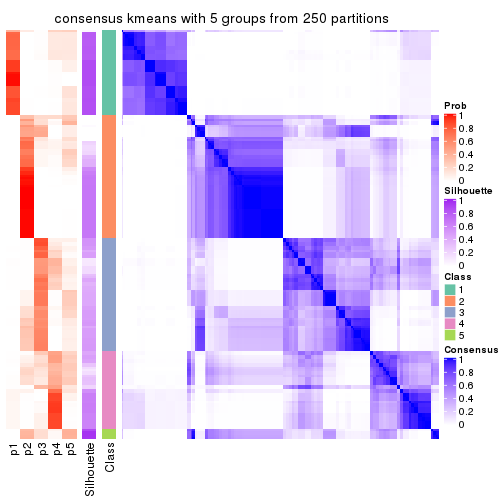 consensus kmeans with 5 groups from 250 partitions
Prob
1
0.8
0.6
0.4
0.2
0
Silhouette
1
0.8
0.6
0.4
0.2
0
Class
1
2
3
4
5
Consensus
1
0.8
0.6
0.4
0.2
0
p1
p2
p3
p4
p5
Silhouette
Class